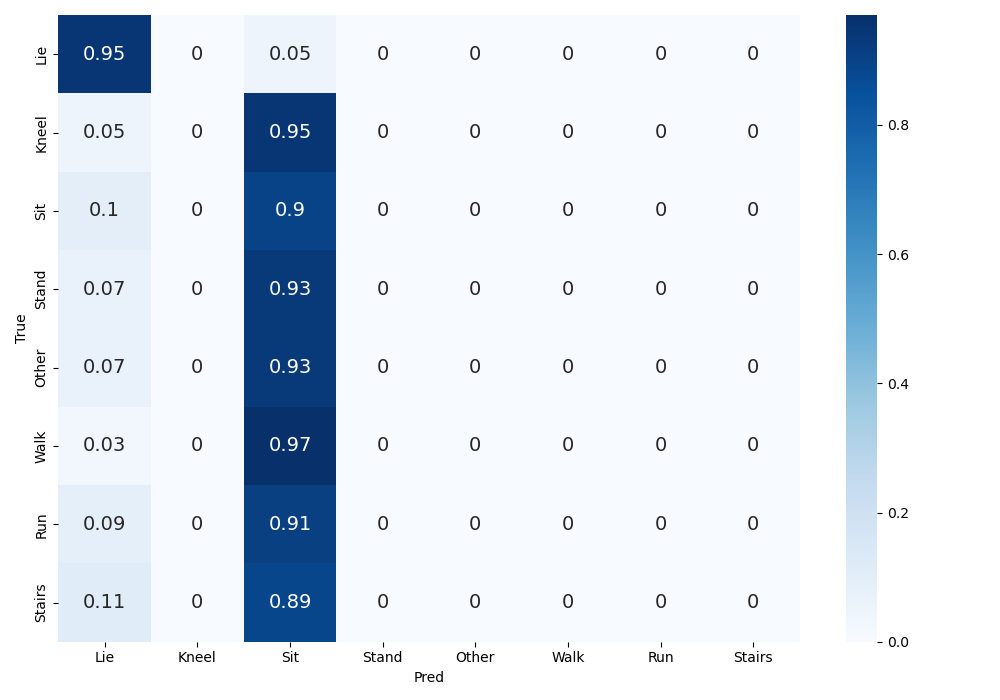 Lie 0.95 0 0.05 0 0 0 0 0
Kneel 0.05 0 0.95 0 0 0 0 0
Sit 0.1 0 0.9 0 0 0 0 0
Stand 0.07 0 0.93 0 0 0 0 0
Other 0.07 0 0.93 0 0 0 0 0
Walk 0.03 0 0.97 0 0 0 0 0
Run 0.09 0 0.91 0 0 0 0 0
Stairs 0.11 0 0.89 0 0 0 0 0
True
Lie Kneel Sit Stand Other Walk Run Stairs
Pred
0.8
0.6
0.4
0.2
0.0